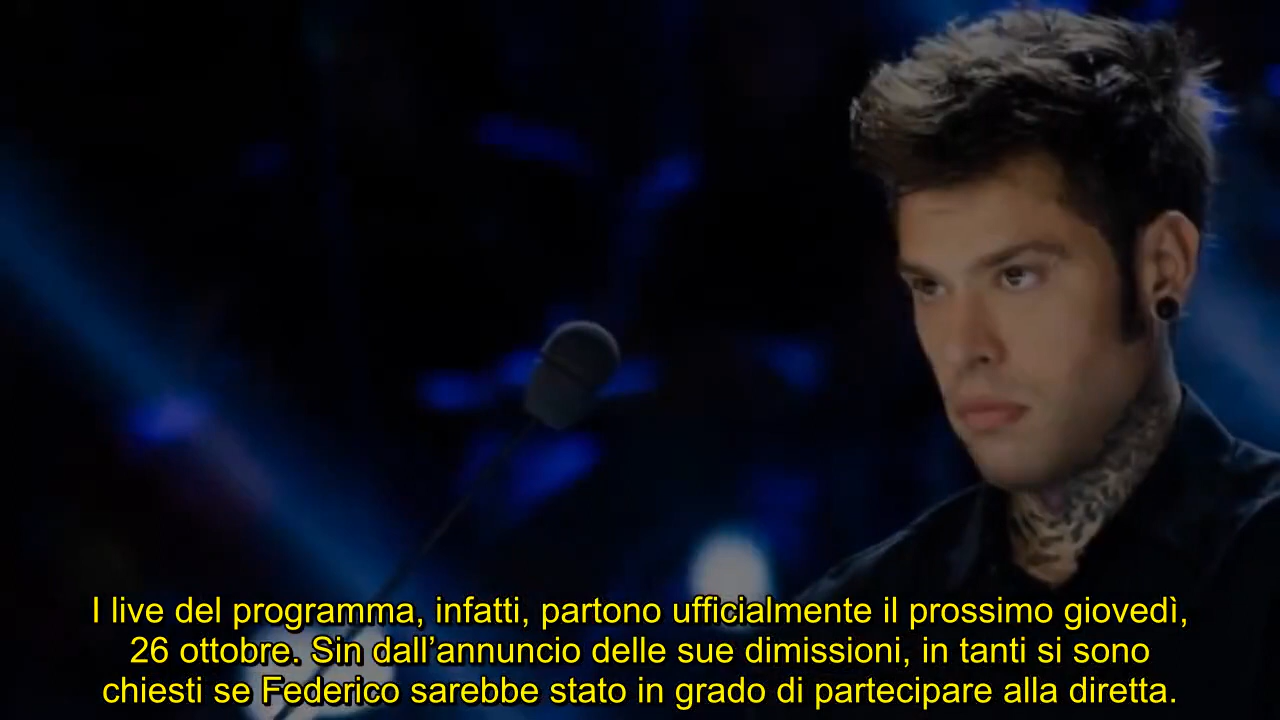 I live del programma, infatti, partono ufficialmente il prossimo giovedì,
26 ottobre. Sin dall’annuncio delle sue dimissioni, in tanti si sono
chiesti se Federico sarebbe stato in grado di partecipare alla diretta.